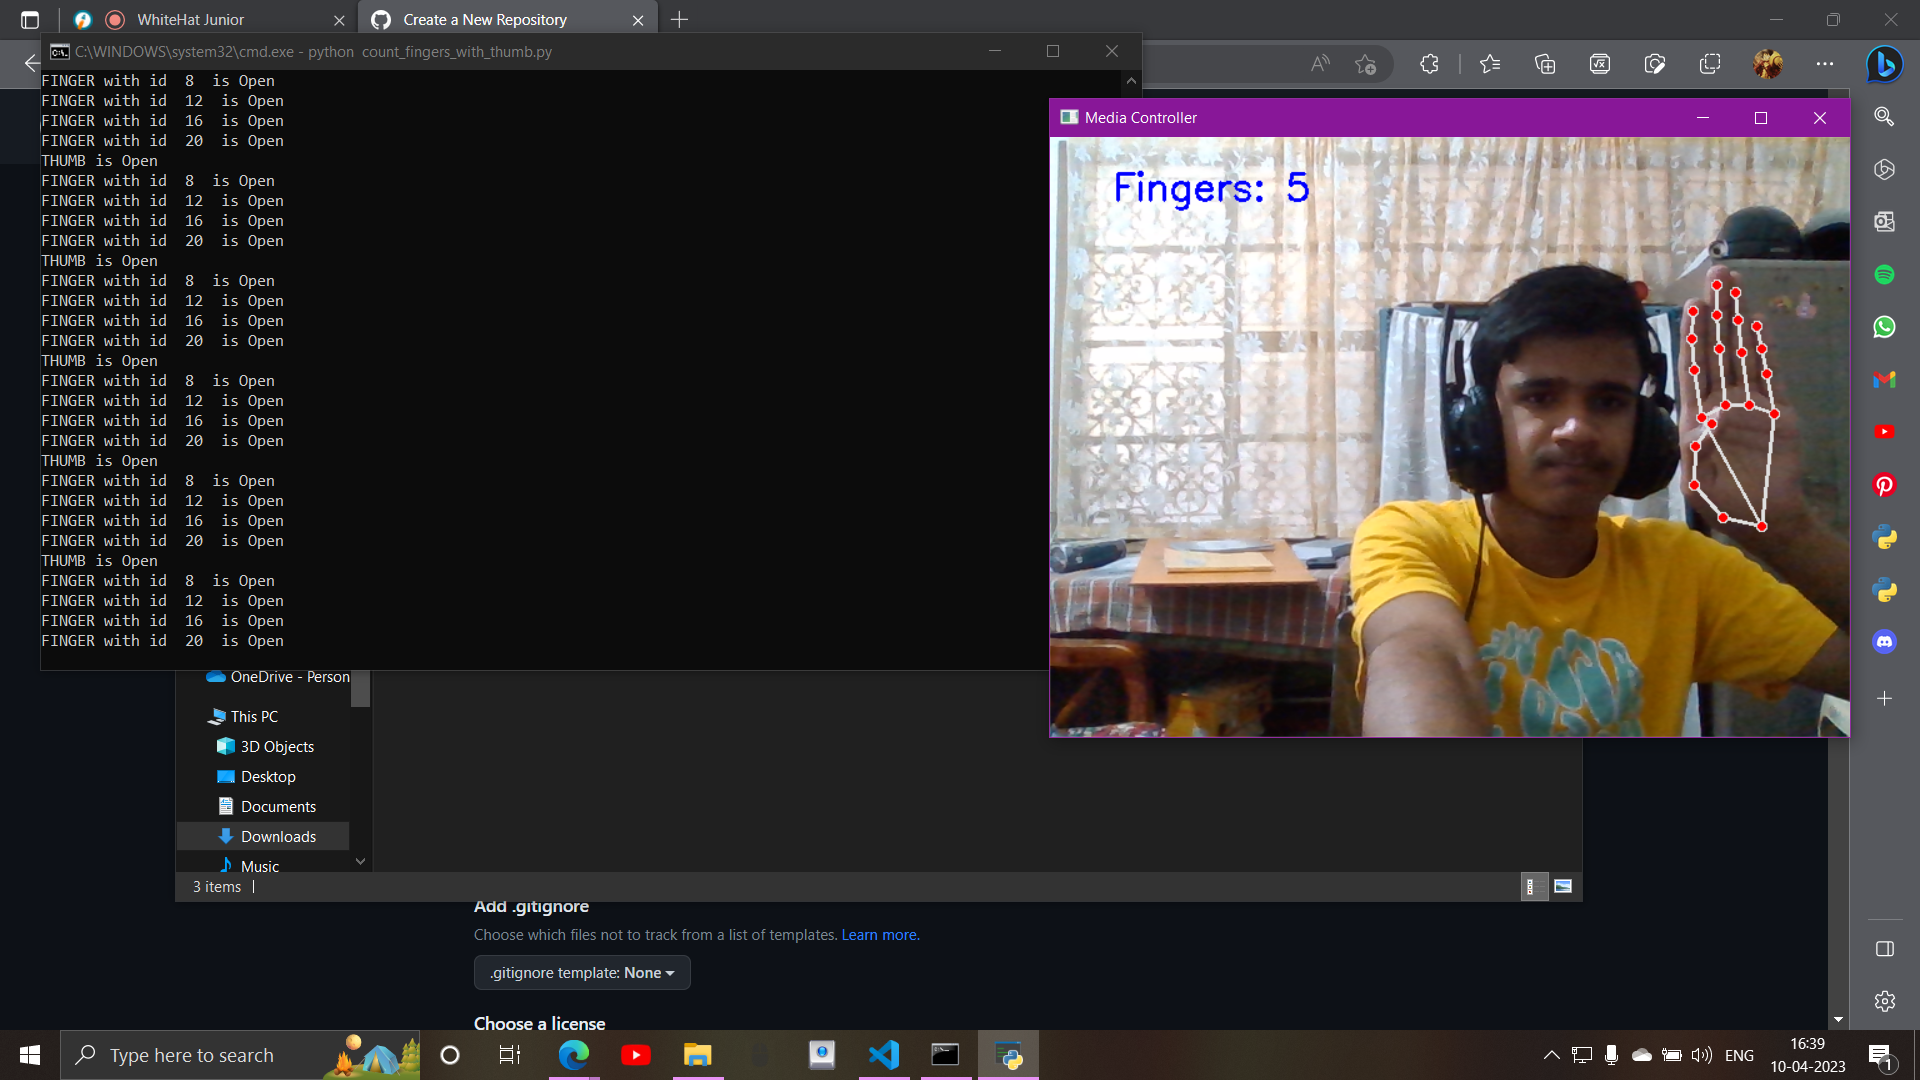 WhiteHat Junior
Create a New Repository
C:\WINDOWS\system32\cmd.exe - python  count_fingers_with_thumb.py
FINGER with id  8  is Open
FINGER with id  12  is Open
FINGER with id  16  is Open
FINGER with id  20  is Open
THUMB is Open
FINGER with id  8  is Open
FINGER with id  12  is Open
FINGER with id  16  is Open
FINGER with id  20  is Open
THUMB is Open
FINGER with id  8  is Open
FINGER with id  12  is Open
FINGER with id  16  is Open
FINGER with id  20  is Open
THUMB is Open
FINGER with id  8  is Open
FINGER with id  12  is Open
FINGER with id  16  is Open
FINGER with id  20  is Open
THUMB is Open
FINGER with id  8  is Open
FINGER with id  12  is Open
FINGER with id  16  is Open
FINGER with id  20  is Open
THUMB is Open
FINGER with id  8  is Open
FINGER with id  12  is Open
FINGER with id  16  is Open
FINGER with id  20  is Open
Media Controller
Fingers: 5
OneDrive - Person
This PC
3D Objects
Desktop
Documents
Downloads
Music
3 items
Add .gitignore
Choose which files not to track from a list of templates. Learn more.
.gitignore template: None
Choose a license
Type here to search
ENG
16:39
10-04-2023
1